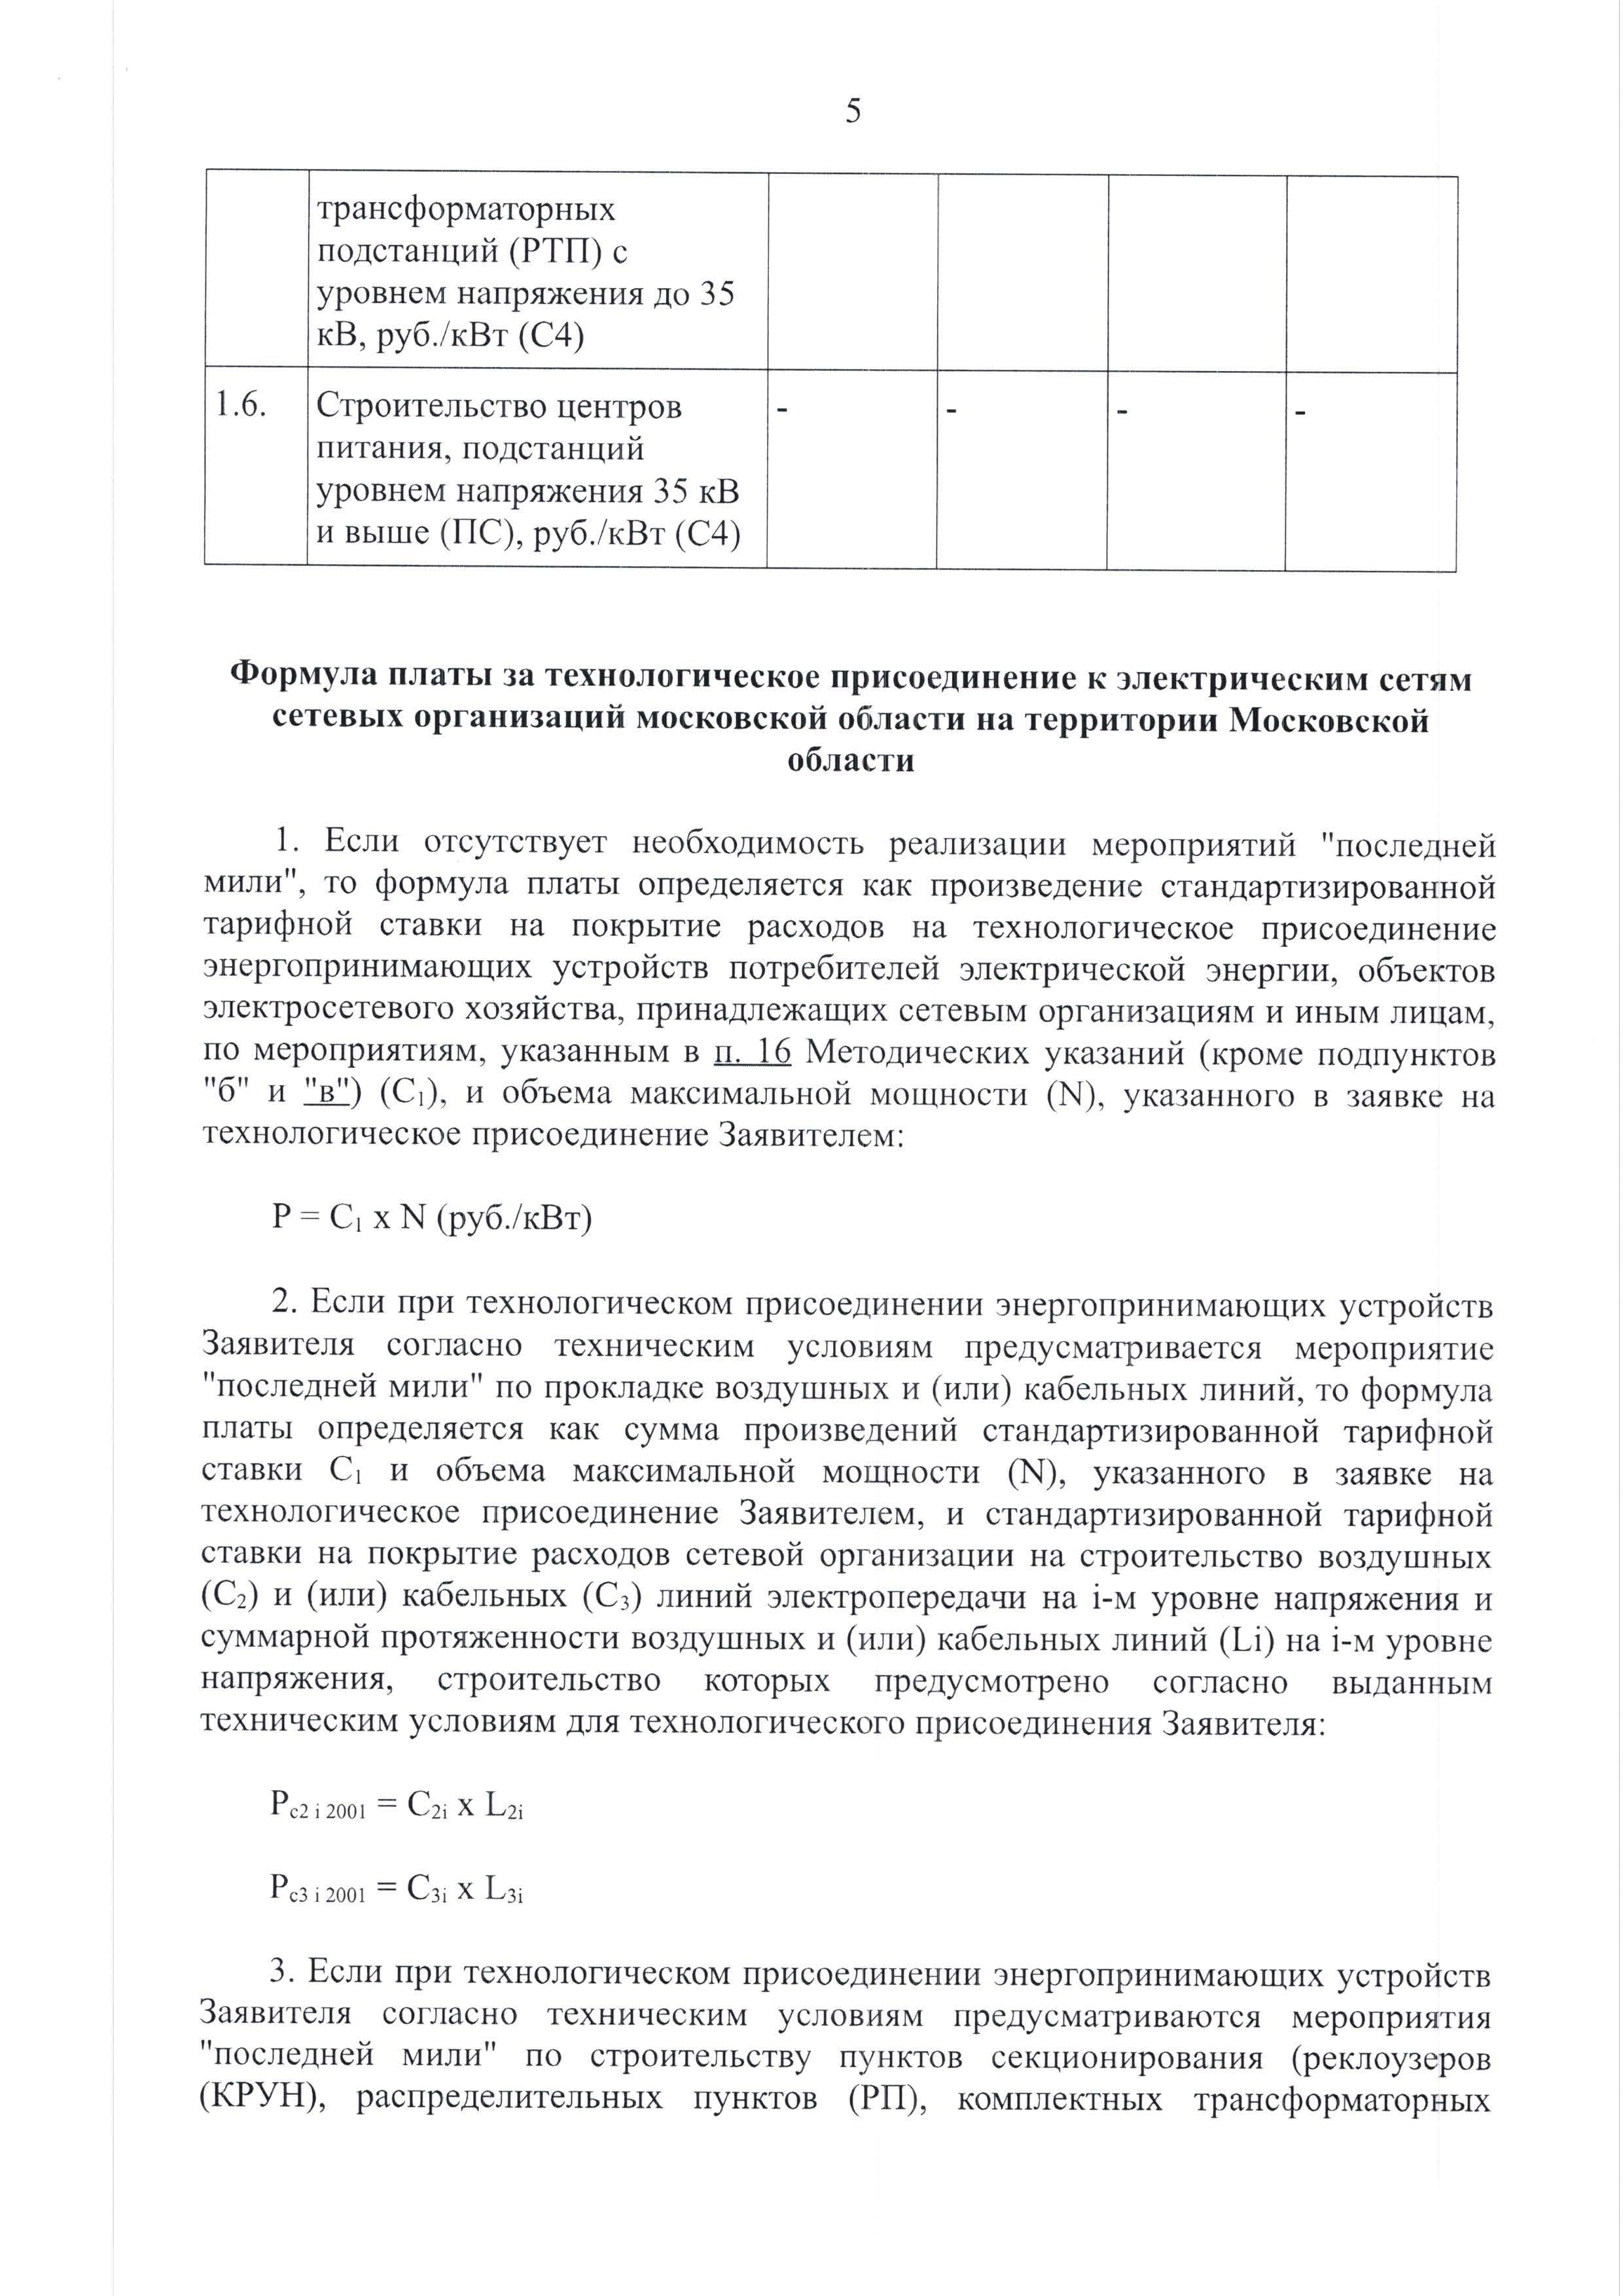 5
трансформаторных
подстанций (РТП) с
уровнем напряжения до 35
кВ, руб./кВт (С4)
1.6. Строительство центров - - - -
питания, подстанций
уровнем напряжения 35 кВ
и выше (ПС), руб./кВт (С4)
Формула платы за технологическое присоединение к электрическим сетям
сетевых организаций московской области на территории Московской
области
1. Если отсутствует необходимость реализации мероприятий "последней
мили", то формула платы определяется как произведение стандартизированной
тарифной ставки на покрытие расходов на технологическое присоединение
энергопринимающих устройств потребителей электрической энергии, объектов
электросетевого хозяйства, принадлежащих сетевым организациям и иным лицам,
по мероприятиям, указанным в п. 16 Методических указаний (кроме подпунктов
"б" и "в") (С₁), и объема максимальной мощности (N), указанного в заявке на
технологическое присоединение Заявителем:
P = C₁ x N (руб./кВт)
2. Если при технологическом присоединении энергопринимающих устройств
Заявителя согласно техническим условиям предусматривается мероприятие
"последней мили" по прокладке воздушных и (или) кабельных линий, то формула
платы определяется как сумма произведений стандартизированной тарифной
ставки С₁ и объема максимальной мощности (N), указанного в заявке на
технологическое присоединение Заявителем, и стандартизированной тарифной
ставки на покрытие расходов сетевой организации на строительство воздушных
(С₂) и (или) кабельных (С₃) линий электропередачи на i-м уровне напряжения и
суммарной протяженности воздушных и (или) кабельных линий (Li) на i-м уровне
напряжения, строительство которых предусмотрено согласно выданным
техническим условиям для технологического присоединения Заявителя:
Pс2 i 2001 = C2i x L2i
Pс3 i 2001 = C3i x L3i
3. Если при технологическом присоединении энергопринимающих устройств
Заявителя согласно техническим условиям предусматриваются мероприятия
"последней мили" по строительству пунктов секционирования (реклоузеров
(КРУН), распределительных пунктов (РП), комплектных трансформаторных